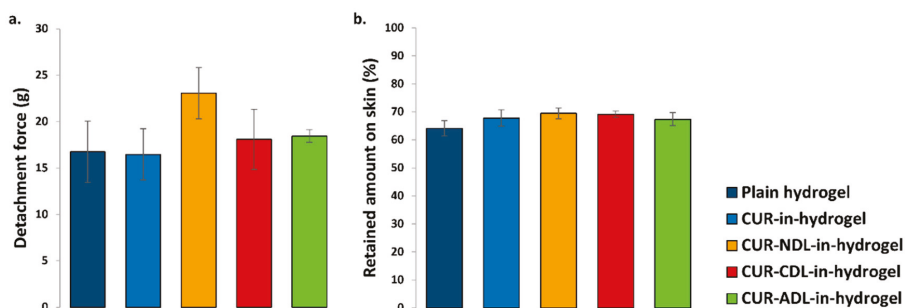 a.
Detachment force (g)
30
25
20
15
10
5
0
b.
Retained amount on skin (%)
100
90
80
70
60
50
40
30
20
10
0
Plain hydrogel
CUR-in-hydrogel
CUR-NDL-in-hydrogel
CUR-CDL-in-hydrogel
CUR-ADL-in-hydrogel